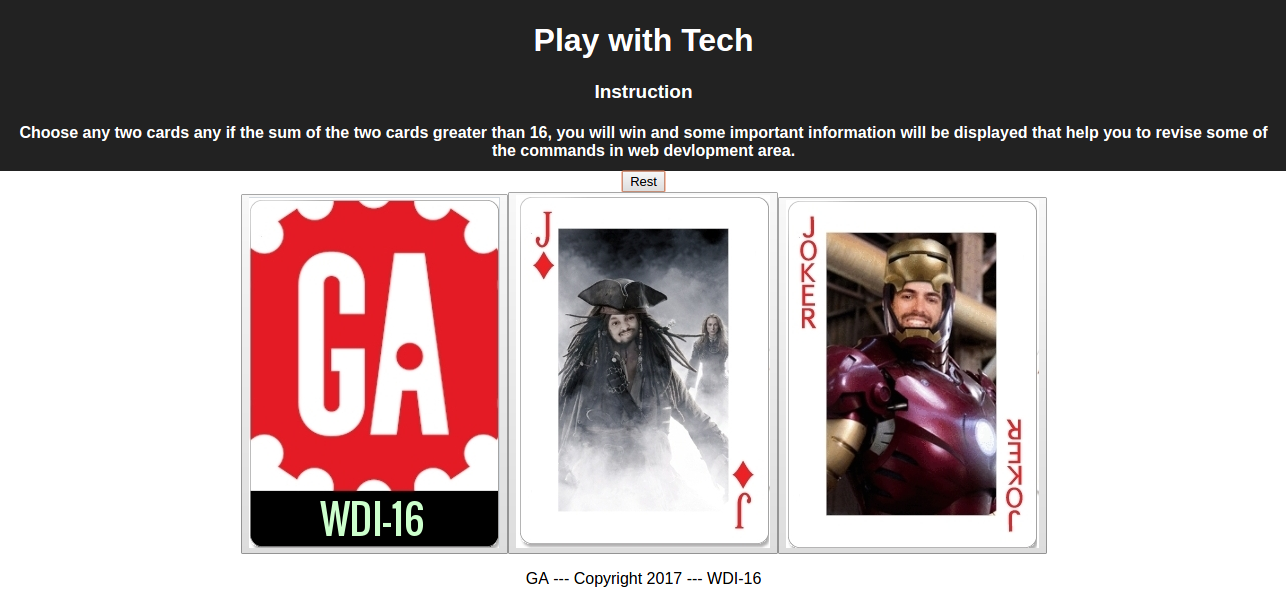 Play with Tech
Instruction
Choose any two cards any if the sum of the two cards greater than 16, you will win and some important information will be displayed that help you to revise some of
the commands in web devlopment area.
Rest
GA
WDI-16
J
J
JOKER
JOKER
GA --- Copyright 2017 --- WDI-16